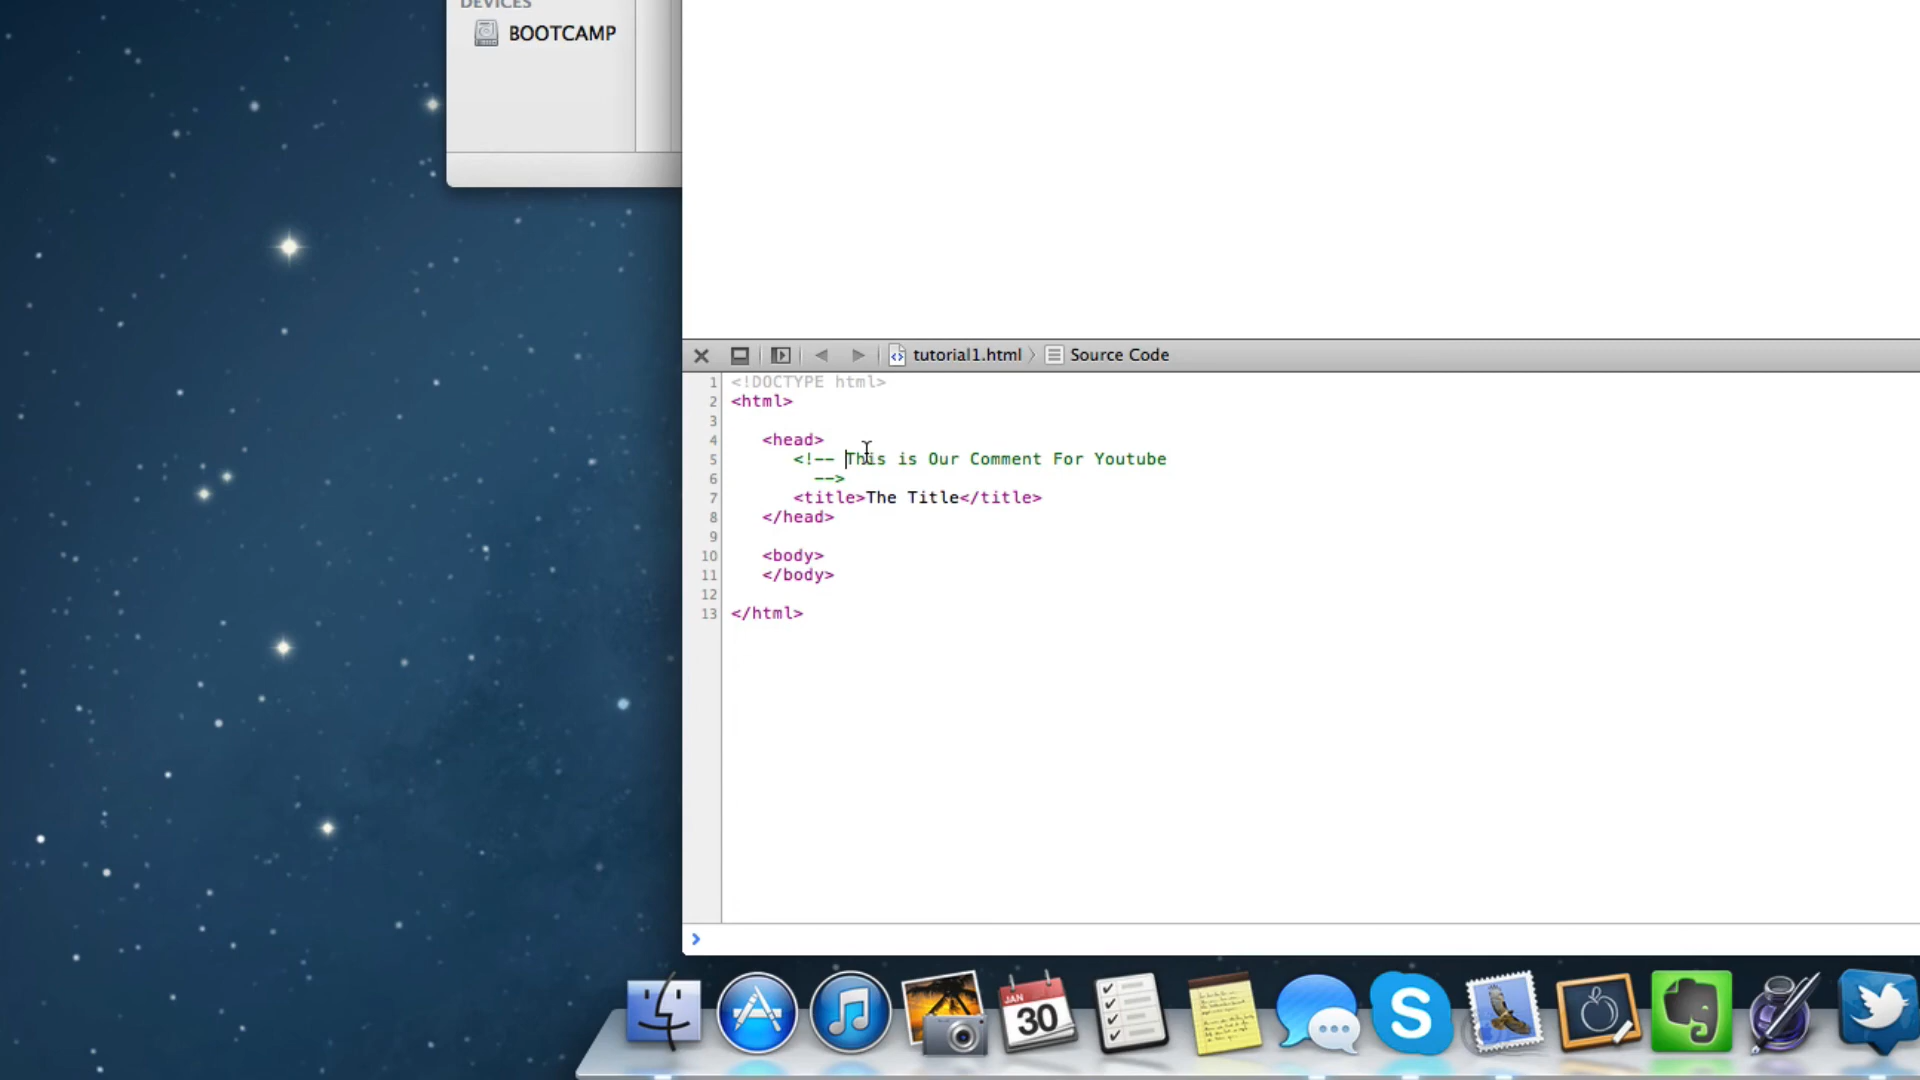 DEVICES
BOOTCAMP
tutorial1.html
Source Code
1 <!DOCTYPE html>
2 <html>
3
4 <head>
5 <!-- This is Our Comment For Youtube
6 -->
7 <title>The Title</title>
8 </head>
9
10 <body>
11 </body>
12
13 </html>
JAN
30